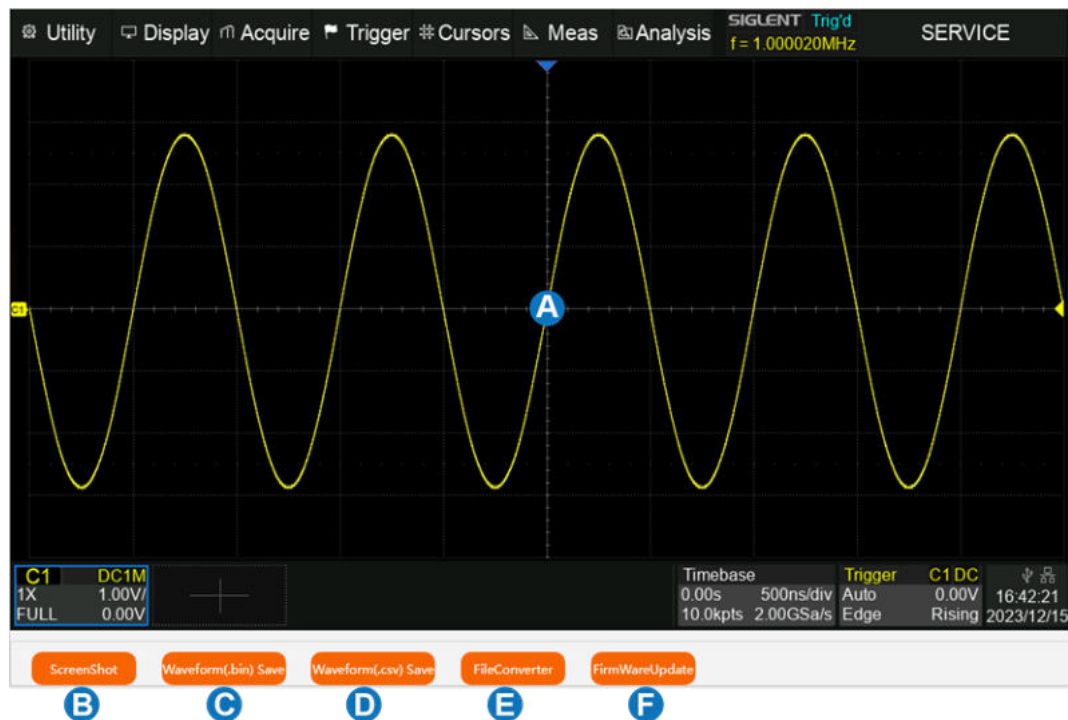 Utility Display Acquire Trigger Cursors Meas Analysis SIGLENT Trig'd SERVICE
f = 1.000020MHz
C1
A
C1 DC1M
1X 1.00V/
FULL 0.00V
Timebase
0.00s 500ns/div
10.0kpts 2.00GSa/s
Trigger C1 DC
Auto 0.00V
Edge Rising
16:42:21
2023/12/15
ScreenShot Waveform(.bin) Save Waveform(.csv) Save FileConverter FirmWareUpdate
B C D E F